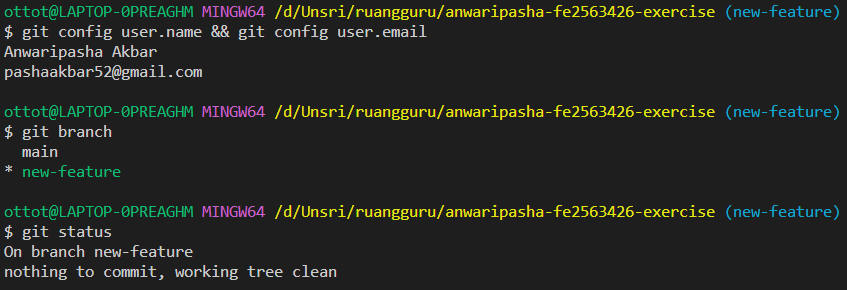 ottot@LAPTOP-0PREAGHM MINGW64 /d/Unsri/ruangguru/anwaripasha-fe2563426-exercise (new-feature)
$ git config user.name && git config user.email
Anwaripasha Akbar
pashaakbar52@gmail.com
ottot@LAPTOP-0PREAGHM MINGW64 /d/Unsri/ruangguru/anwaripasha-fe2563426-exercise (new-feature)
$ git branch
  main
* new-feature
ottot@LAPTOP-0PREAGHM MINGW64 /d/Unsri/ruangguru/anwaripasha-fe2563426-exercise (new-feature)
$ git status
On branch new-feature
nothing to commit, working tree clean